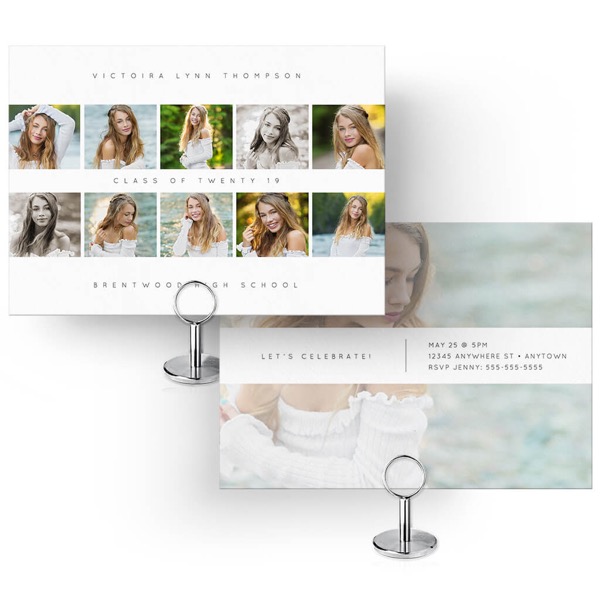 VICTOIRA LYNN THOMPSON
CLASS OF TWENTY 19
BRENTWOOD HIGH SCHOOL
LET'S CELEBRATE!
MAY 25 @ 5PM
12345 ANYWHERE ST • ANYTOWN
RSVP JENNY: 555-555-5555